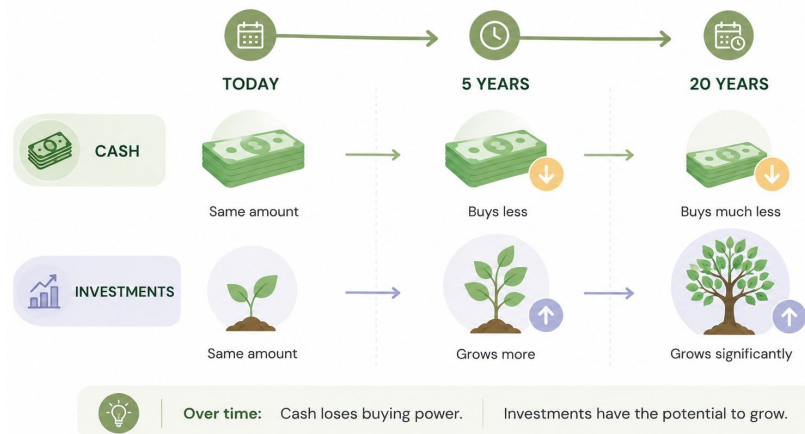 TODAY
5 YEARS
20 YEARS
CASH
Same amount
Buys less
Buys much less
INVESTMENTS
Same amount
Grows more
Grows significantly
Over time: Cash loses buying power. Investments have the potential to grow.